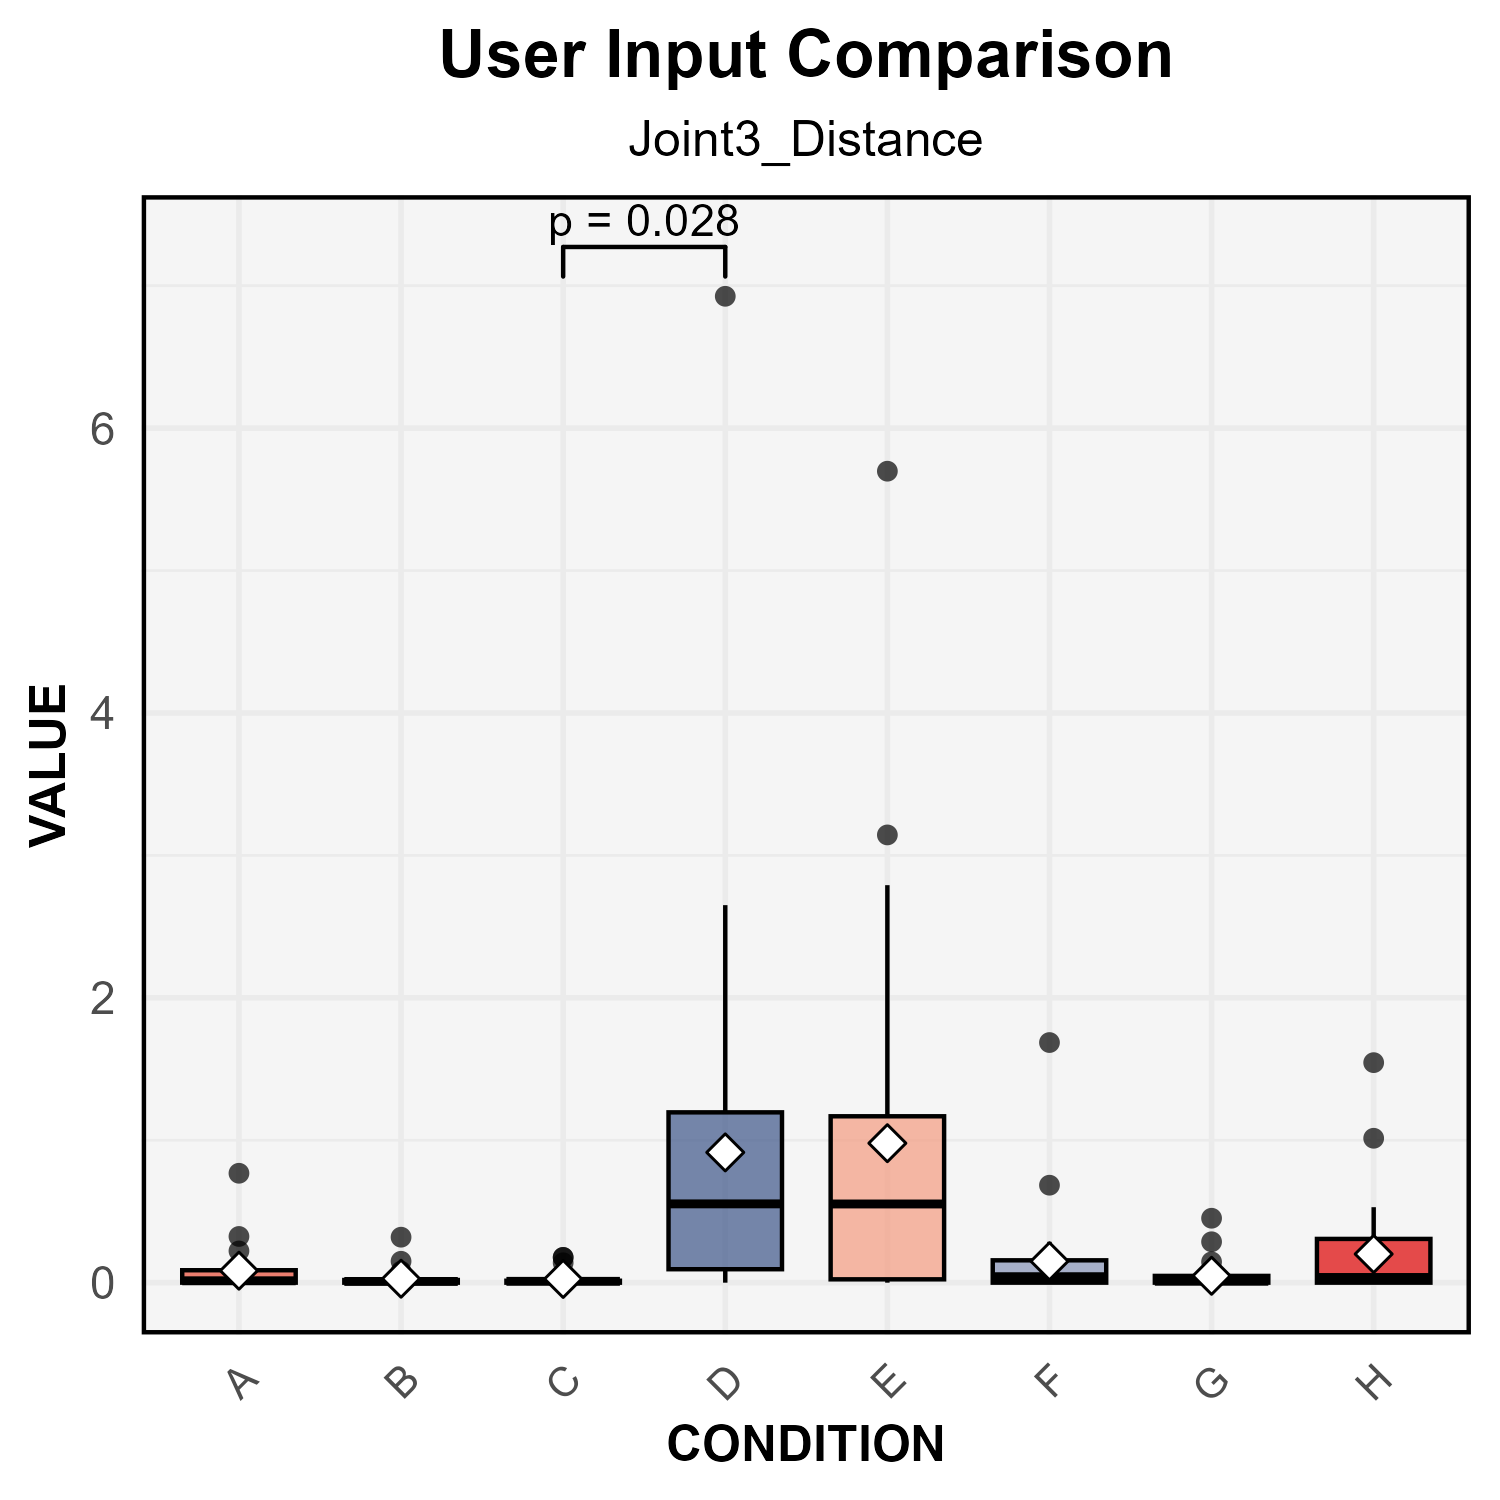 User Input Comparison
Joint3_Distance
p = 0.028
6
4
2
0
VALUE
A B C D E F G H
CONDITION